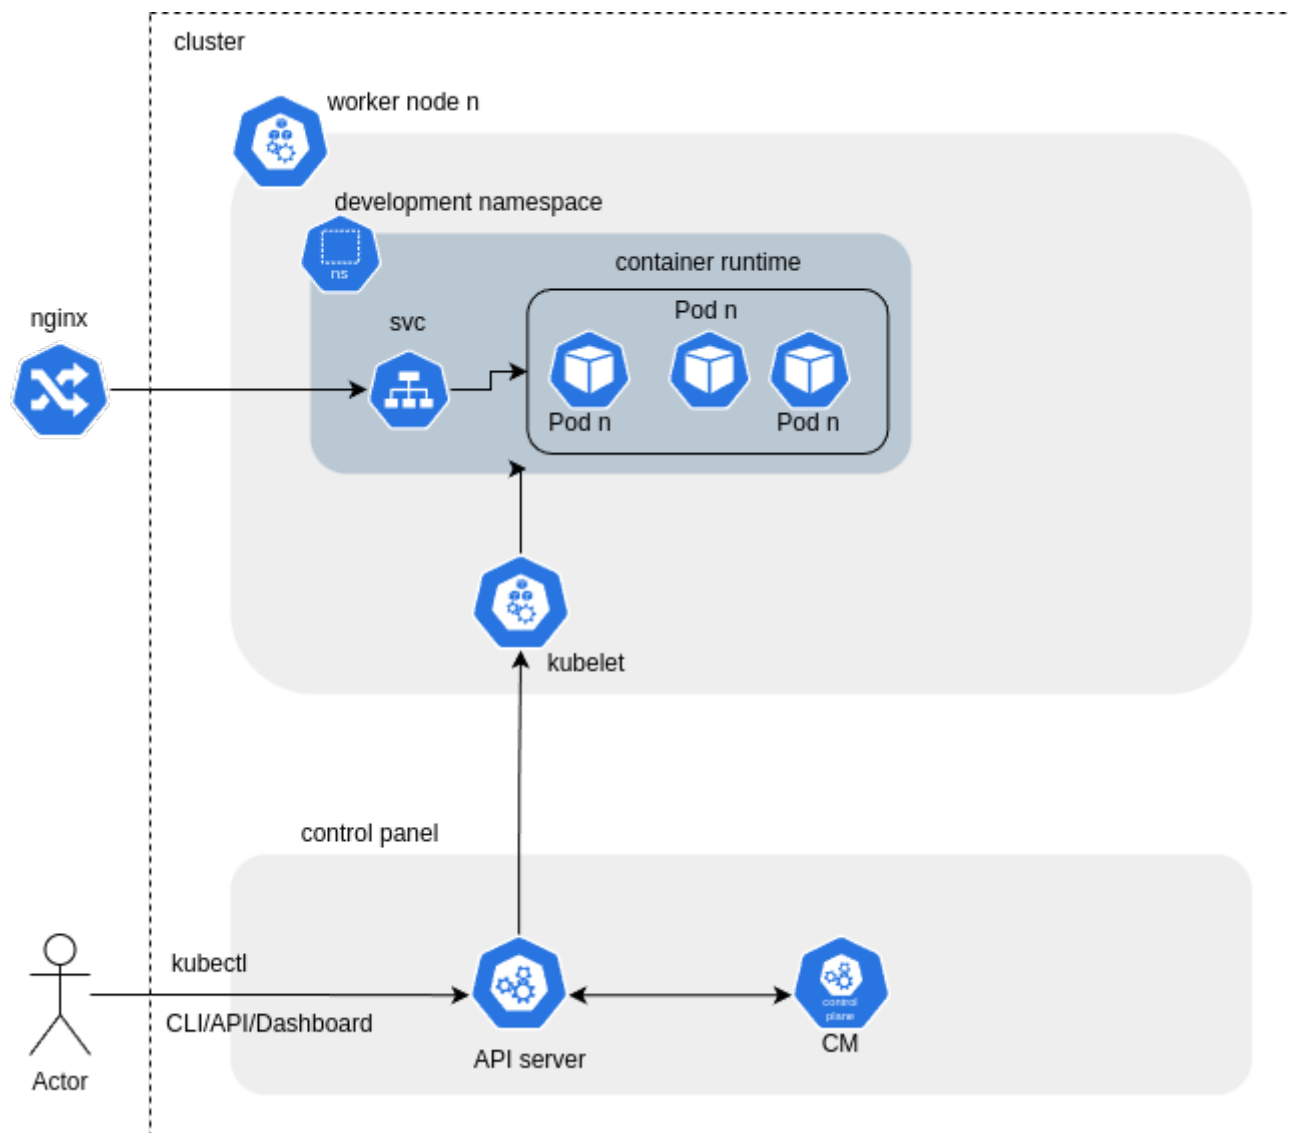 cluster
worker node n
development namespace
ns
container runtime
nginx
svc
Pod n
Pod n
Pod n
kubelet
control panel
kubectl
CLI/API/Dashboard
control
plane
CM
API server
Actor